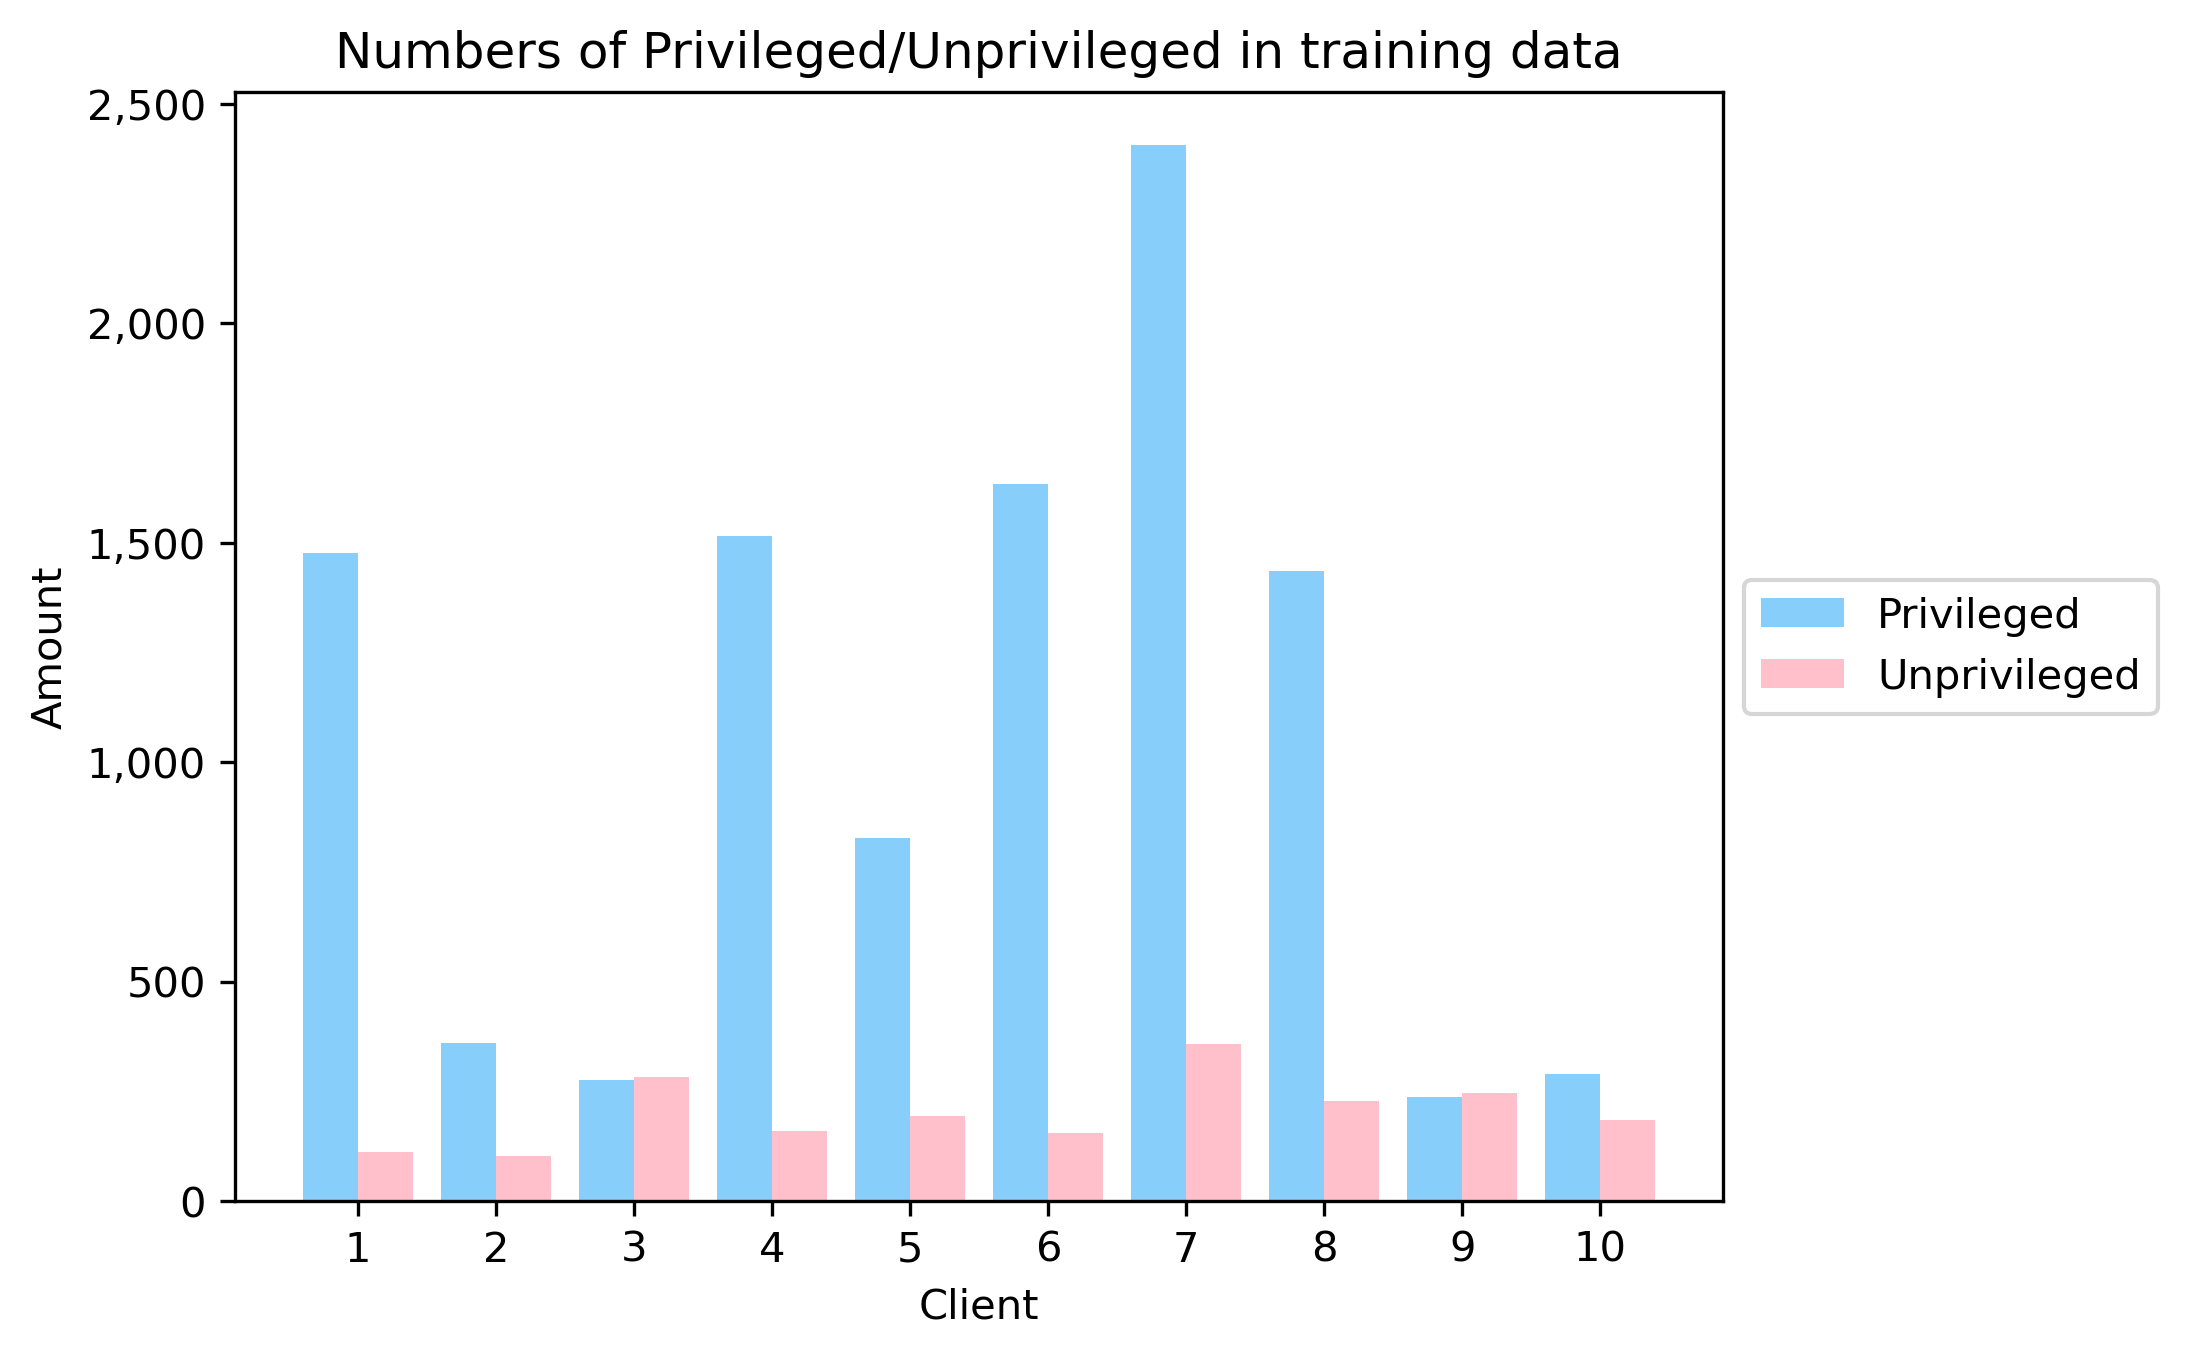 Numbers of Privileged/Unprivileged in training data
2,500
2,000
1,500
1,000
500
0
Amount
1 2 3 4 5 6 7 8 9 10
Client
Privileged
Unprivileged